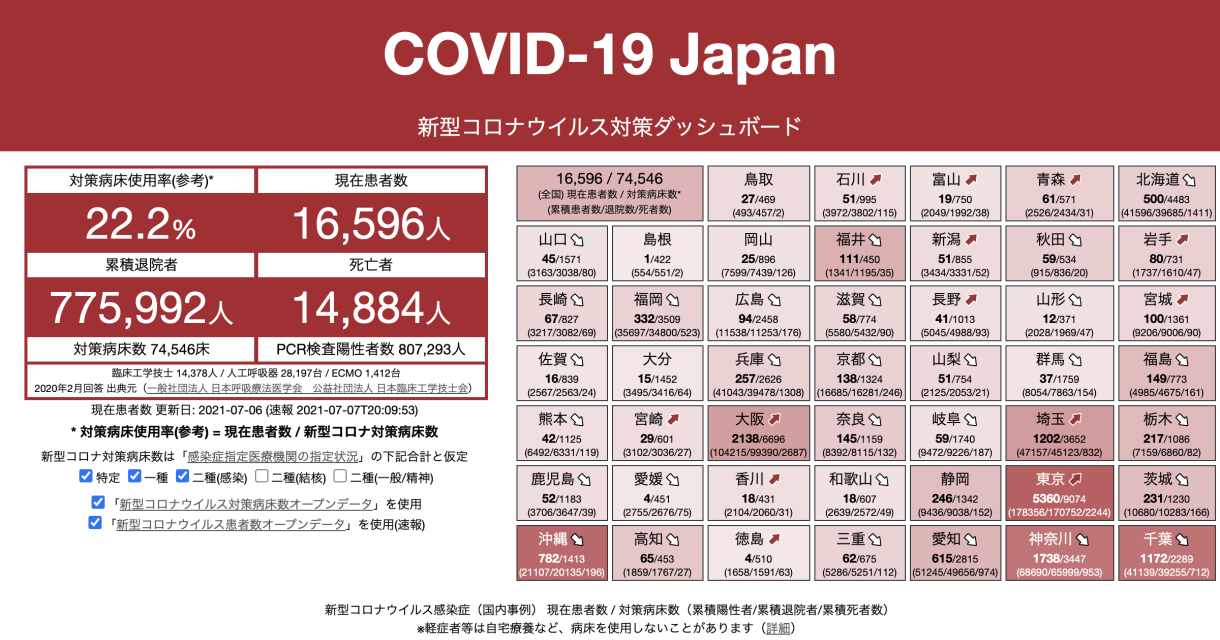 COVID-19 Japan
新型コロナウイルス対策ダッシュボード
対策病床使用率(参考)*
現在患者数
22.2%
16,596人
累積退院者
死亡者
775,992人
14,884人
対策病床数 74,546床
PCR検査陽性者数 807,293人
臨床工学技士 14,378人 / 人工呼吸器 28,197台 / ECMO 1,412台
2020年2月回答 出典元（一般社団法人 日本呼吸療法医学会　公益社団法人 日本臨床工学技士会）
現在患者数 更新日: 2021-07-06 (速報 2021-07-07T20:09:53)
* 対策病床使用率(参考) = 現在患者数 / 新型コロナ対策病床数
新型コロナ対策病床数は「感染症指定医療機関の指定状況」の下記合計と仮定
特定 一種 二種(感染) 二種(結核) 二種(一般/精神)
「新型コロナウイルス対策病床数オープンデータ」を使用
「新型コロナウイルス患者数オープンデータ」を使用(速報)
16,596 / 74,546
(全国) 現在患者数 / 対策病床数*
(累積患者数/退院数/死者数)
鳥取
27/469
(493/457/2)
石川
51/995
(3972/3802/115)
富山
19/750
(2049/1992/38)
青森
61/571
(2526/2434/31)
北海道
500/4483
(41596/39685/1411)
山口
45/1571
(3163/3038/80)
島根
1/422
(554/551/2)
岡山
25/896
(7599/7439/126)
福井
111/450
(1341/1195/35)
新潟
51/855
(3434/3331/52)
秋田
59/534
(915/836/20)
岩手
80/731
(1737/1610/47)
長崎
67/827
(3217/3082/69)
福岡
332/3509
(35697/34800/523)
広島
94/2458
(11538/11253/176)
滋賀
58/774
(5580/5432/90)
長野
41/1013
(5045/4988/93)
山形
12/371
(2028/1969/47)
宮城
100/1361
(9206/9006/90)
佐賀
16/839
(2567/2563/24)
大分
15/1452
(3495/3416/64)
兵庫
257/2626
(41043/39478/1308)
京都
138/1324
(16685/16281/246)
山梨
51/754
(2125/2053/21)
群馬
37/1759
(8054/7863/154)
福島
149/773
(4985/4675/161)
熊本
42/1125
(6492/6331/119)
宮崎
29/601
(3102/3036/27)
大阪
2138/6696
(104215/99390/2687)
奈良
145/1159
(8392/8115/132)
岐阜
59/1740
(9472/9226/187)
埼玉
1202/3652
(47157/45123/832)
栃木
217/1086
(7159/6860/82)
鹿児島
52/1183
(3706/3647/39)
愛媛
4/451
(2755/2676/75)
香川
18/431
(2104/2060/31)
和歌山
18/607
(2639/2572/49)
静岡
246/1342
(9436/9038/152)
東京
5360/9074
(178356/170752/2244)
茨城
231/1230
(10680/10283/166)
沖縄
782/1413
(21107/20135/196)
高知
65/453
(1859/1767/27)
徳島
4/510
(1658/1591/63)
三重
62/675
(5286/5251/112)
愛知
615/2815
(51245/49656/974)
神奈川
1738/3447
(68690/65999/953)
千葉
1172/2289
(41139/39255/712)
新型コロナウイルス感染症（国内事例） 現在患者数 / 対策病床数（累積陽性者/累積退院者/累積死者数）
※軽症者等は自宅療養など、病床を使用しないことがあります（詳細）